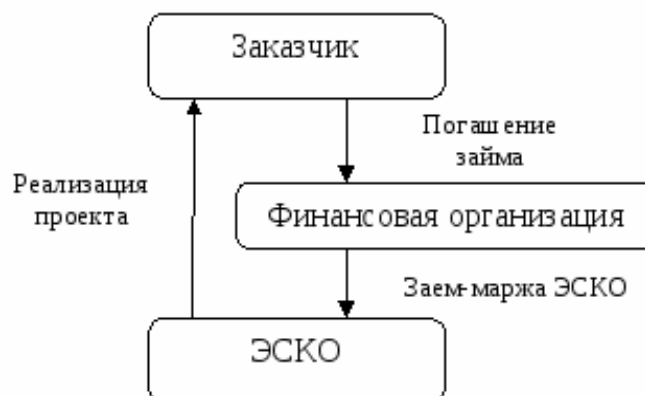 Заказчик
Погашение
займа
Реализация
проекта
Финансовая организация
Заем-маржа ЭСКО
ЭСКО